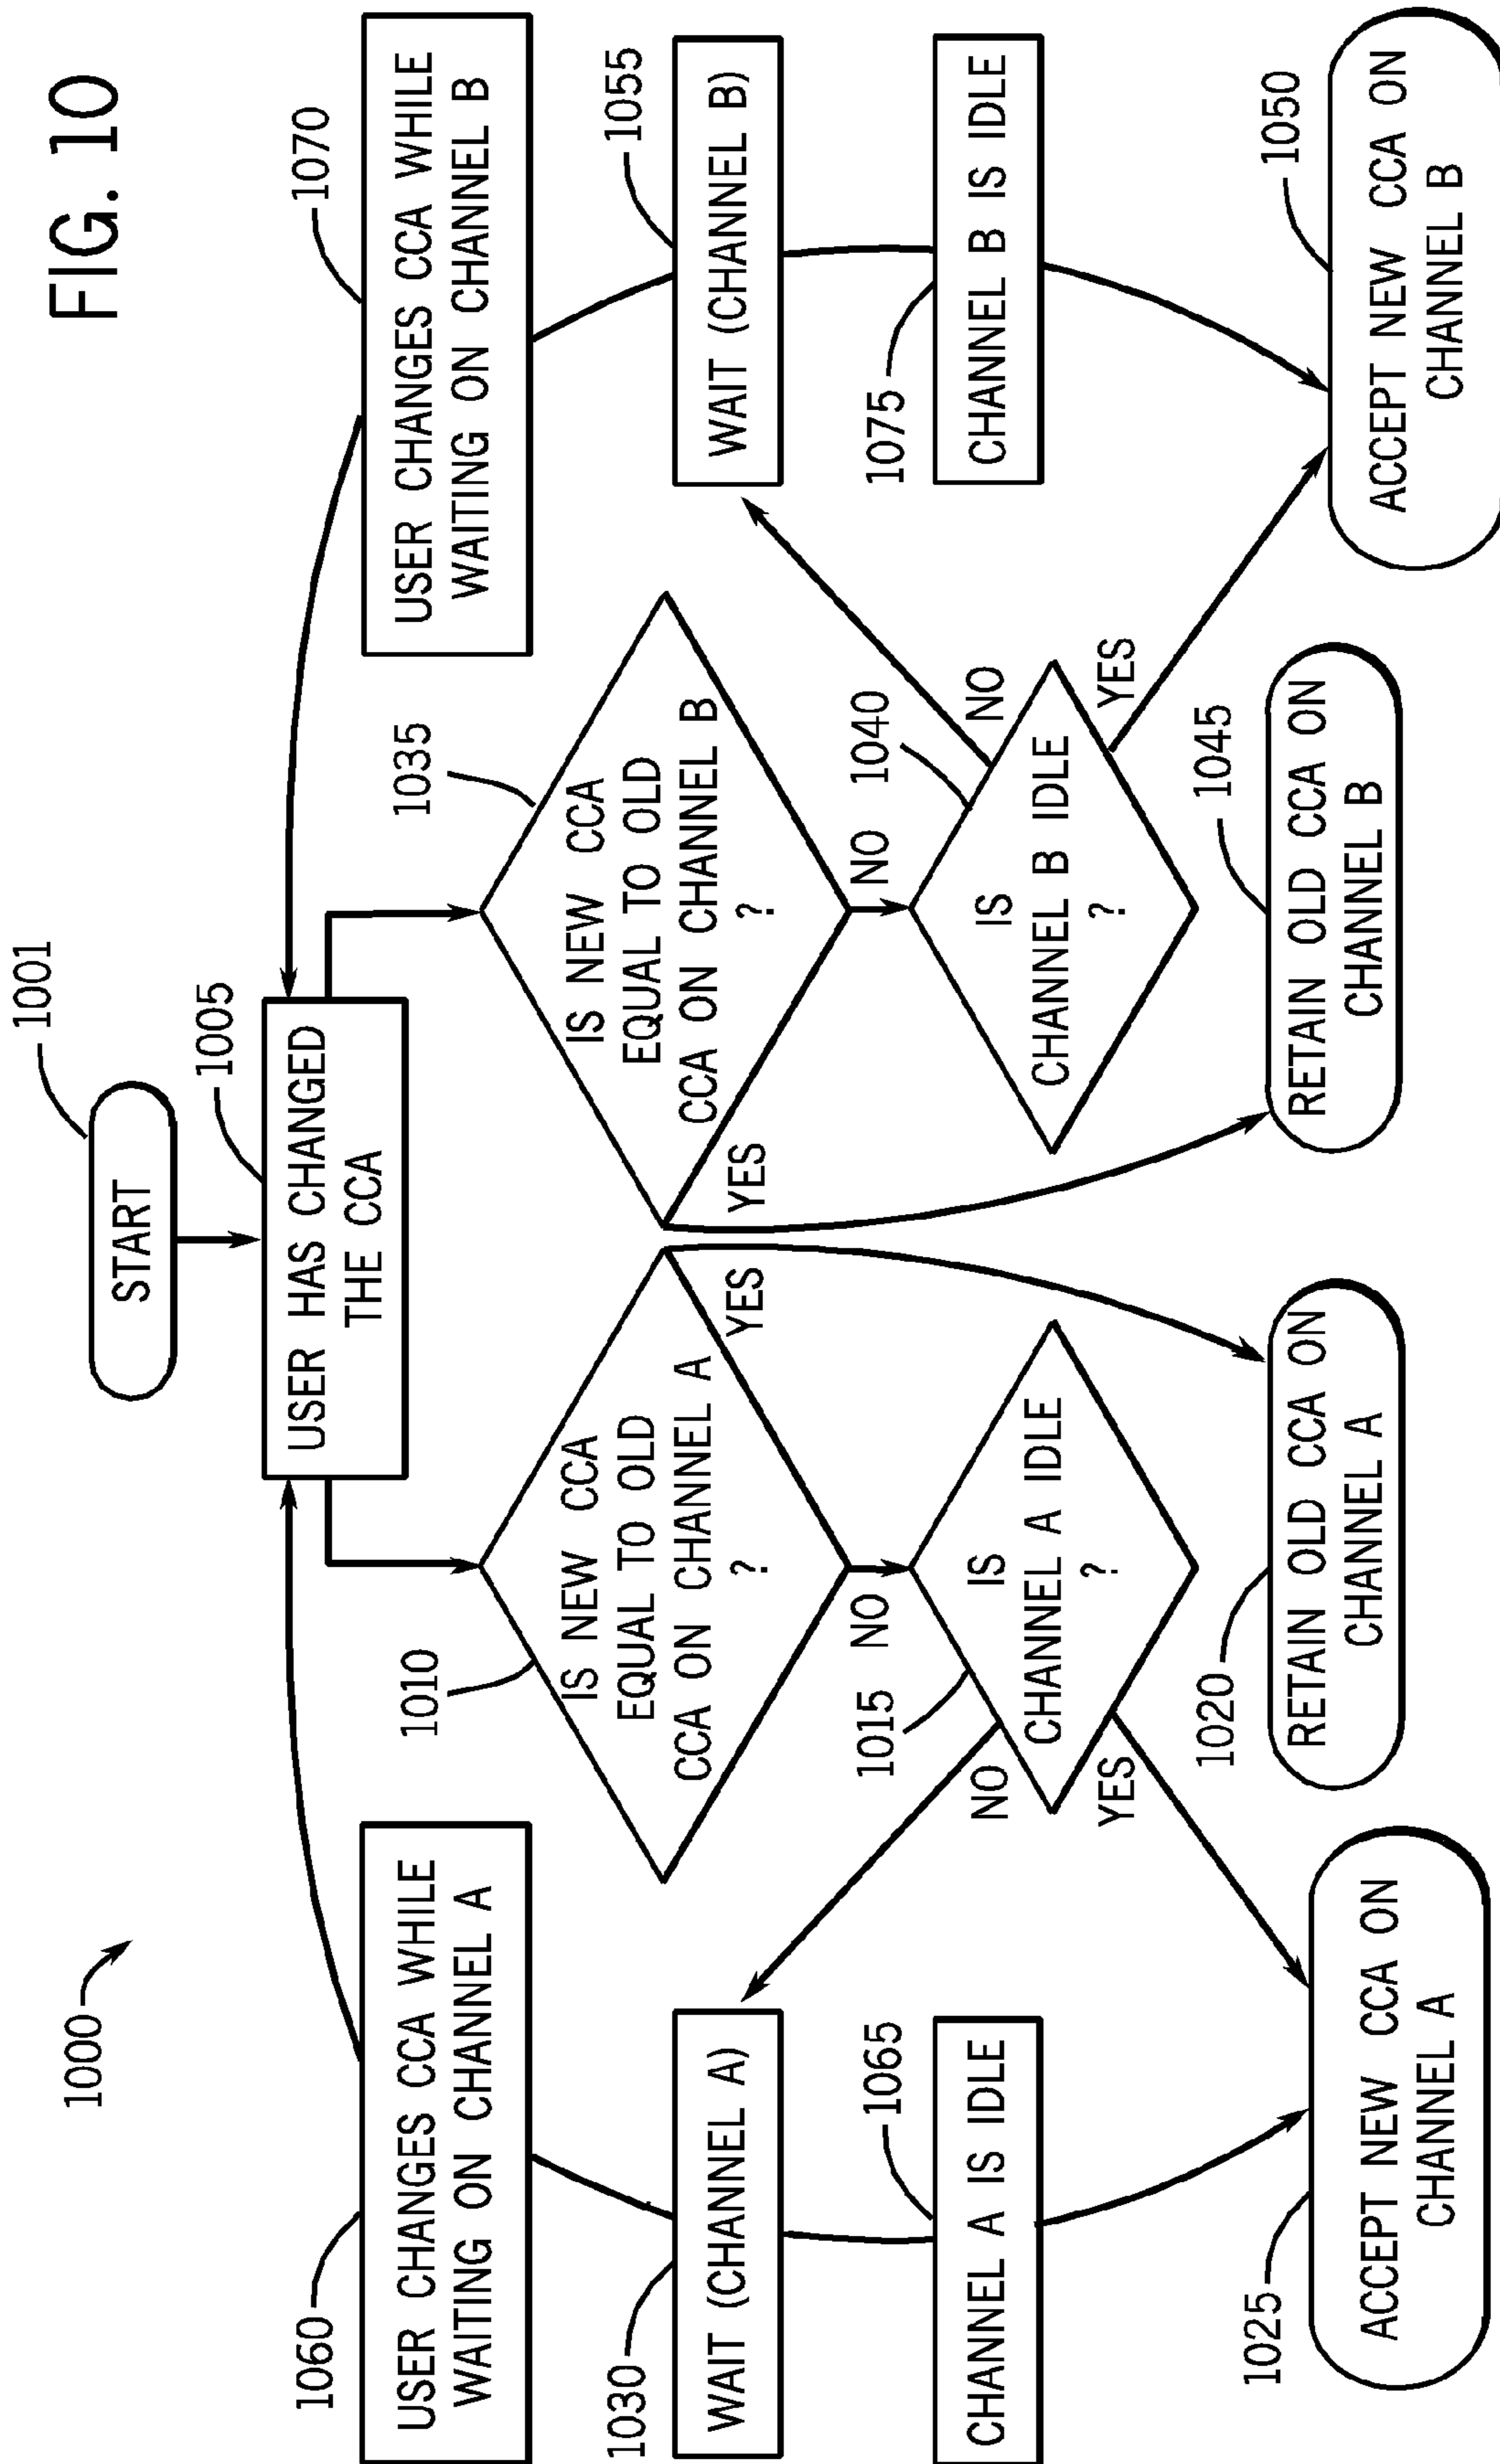 FIG. 10
1000
START
1001
USER HAS CHANGED
THE CCA
1005
1060
USER CHANGES CCA WHILE
WAITING ON CHANNEL A
USER CHANGES CCA WHILE
WAITING ON CHANNEL B
1070
1010
IS NEW CCA
EQUAL TO OLD
CCA ON CHANNEL A
?
YES
IS NEW CCA
EQUAL TO OLD
CCA ON CHANNEL B
?
1035
YES
1030
WAIT (CHANNEL A)
WAIT (CHANNEL B)
1055
NO
NO
1015
IS
CHANNEL A IDLE
?
NO
YES
IS
CHANNEL B IDLE
?
1040
NO
YES
CHANNEL A IS IDLE
1065
1075
CHANNEL B IS IDLE
1025
ACCEPT NEW CCA ON
CHANNEL A
1020
RETAIN OLD CCA ON
CHANNEL A
RETAIN OLD CCA ON
CHANNEL B
1045
ACCEPT NEW CCA ON
CHANNEL B
1050